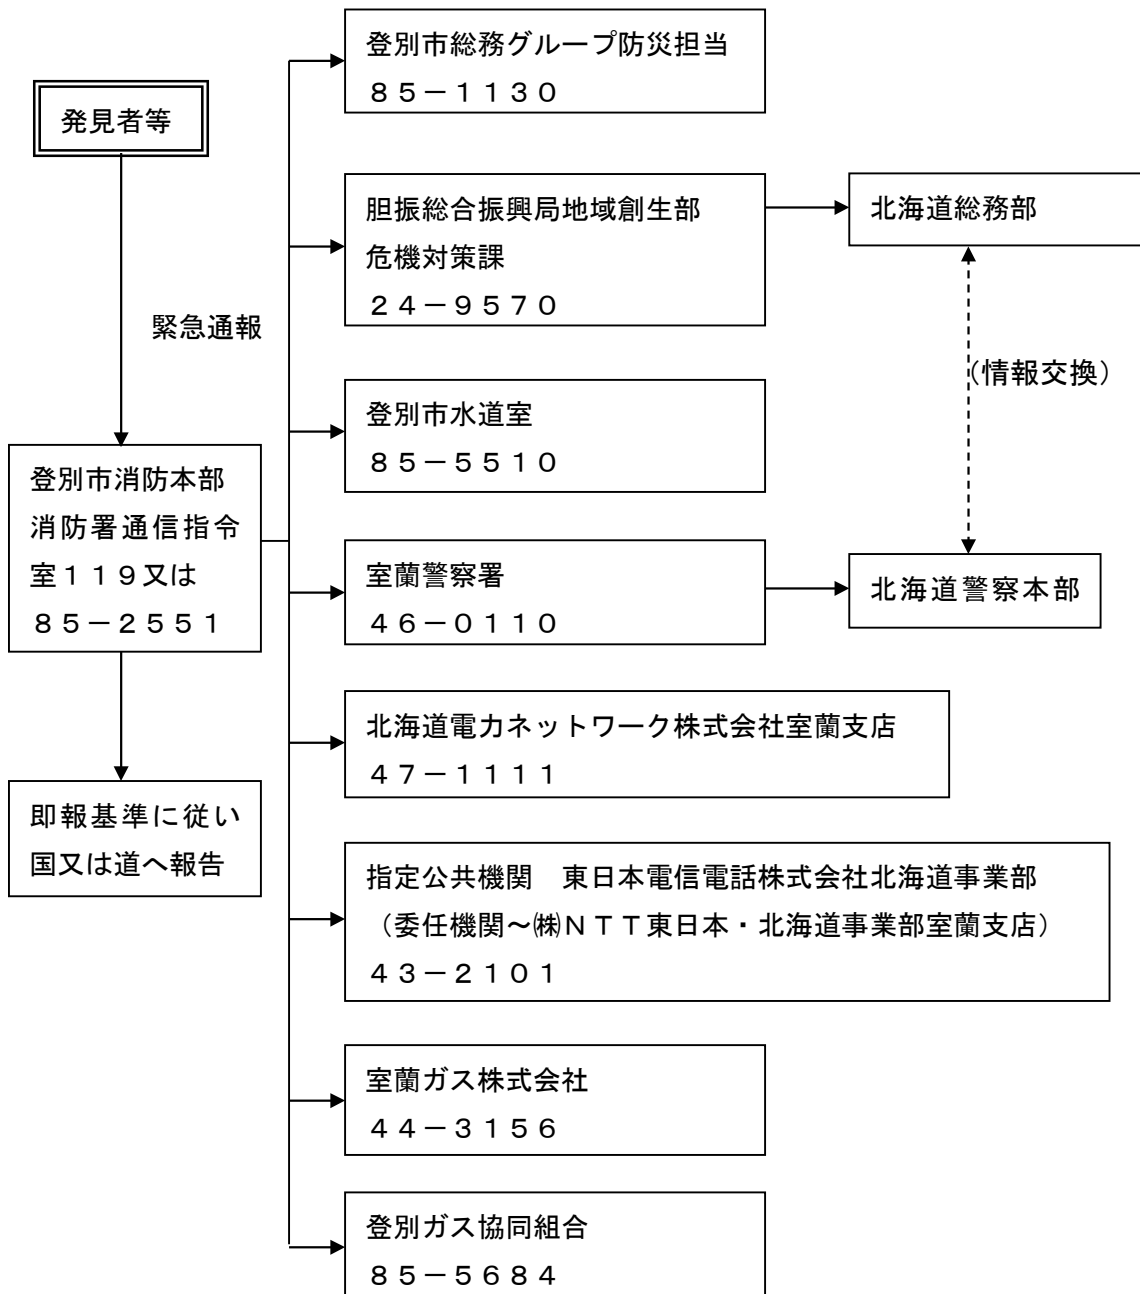 登別市総務グループ防災担当
８５－１１３０
発見者等
胆振総合振興局地域創生部
危機対策課
２４－９５７０
北海道総務部
緊急通報
（情報交換）
登別市水道室
８５－５５１０
登別市消防本部
消防署通信指令
室１１９又は
８５－２５５１
室蘭警察署
４６－０１１０
北海道警察本部
北海道電力ネットワーク株式会社室蘭支店
４７－１１１１
即報基準に従い
国又は道へ報告
指定公共機関　東日本電信電話株式会社北海道事業部
（委任機関～㈱ＮＴＴ東日本・北海道事業部室蘭支店）
４３－２１０１
室蘭ガス株式会社
４４－３１５６
登別ガス協同組合
８５－５６８４